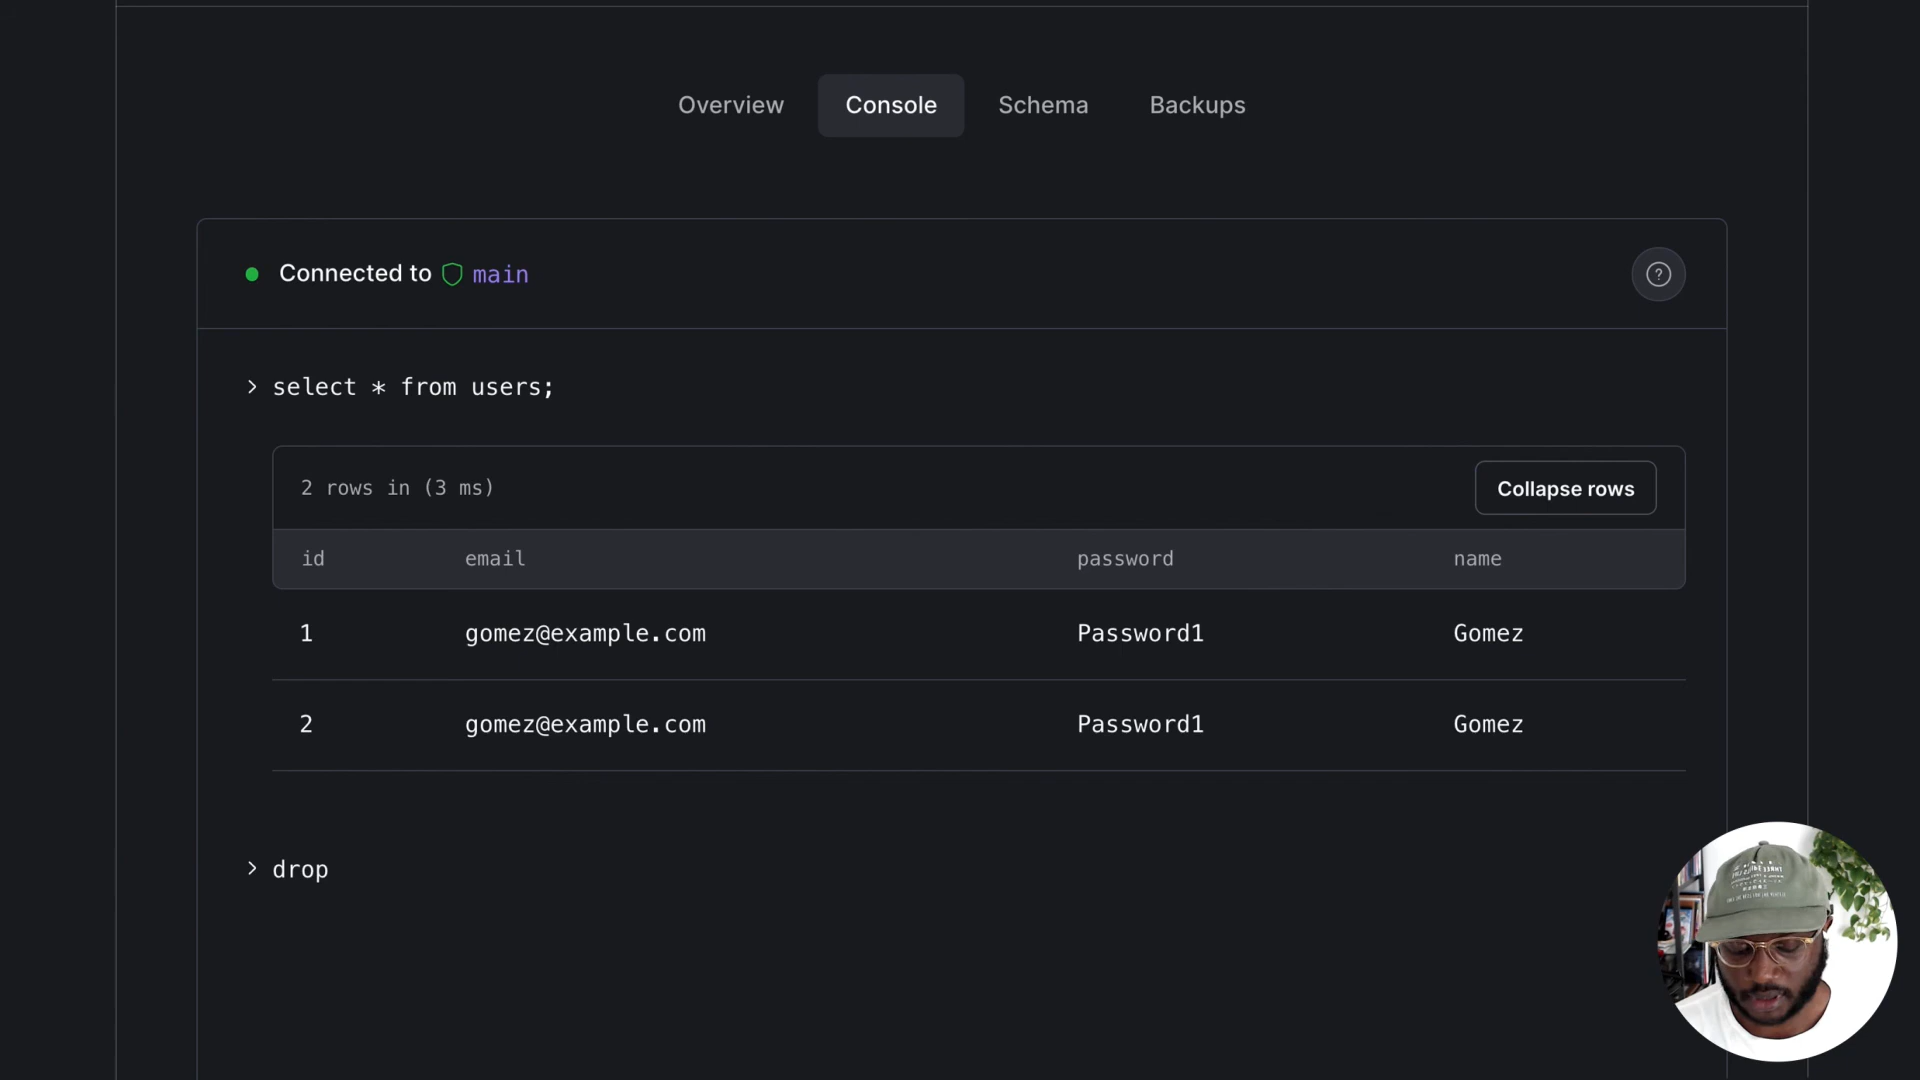 Overview Console Schema Backups
Connected to main
?
> select * from users;
2 rows in (3 ms) Collapse rows
id email password name
1 gomez@example.com Password1 Gomez
2 gomez@example.com Password1 Gomez
> drop